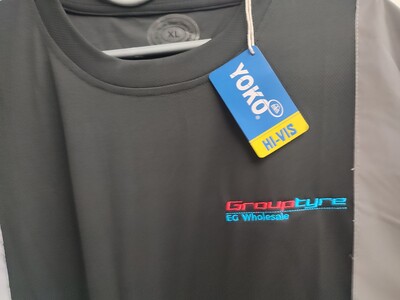 XL
YOKO®
HI-VIS
Grouptyre
EG Wholesale